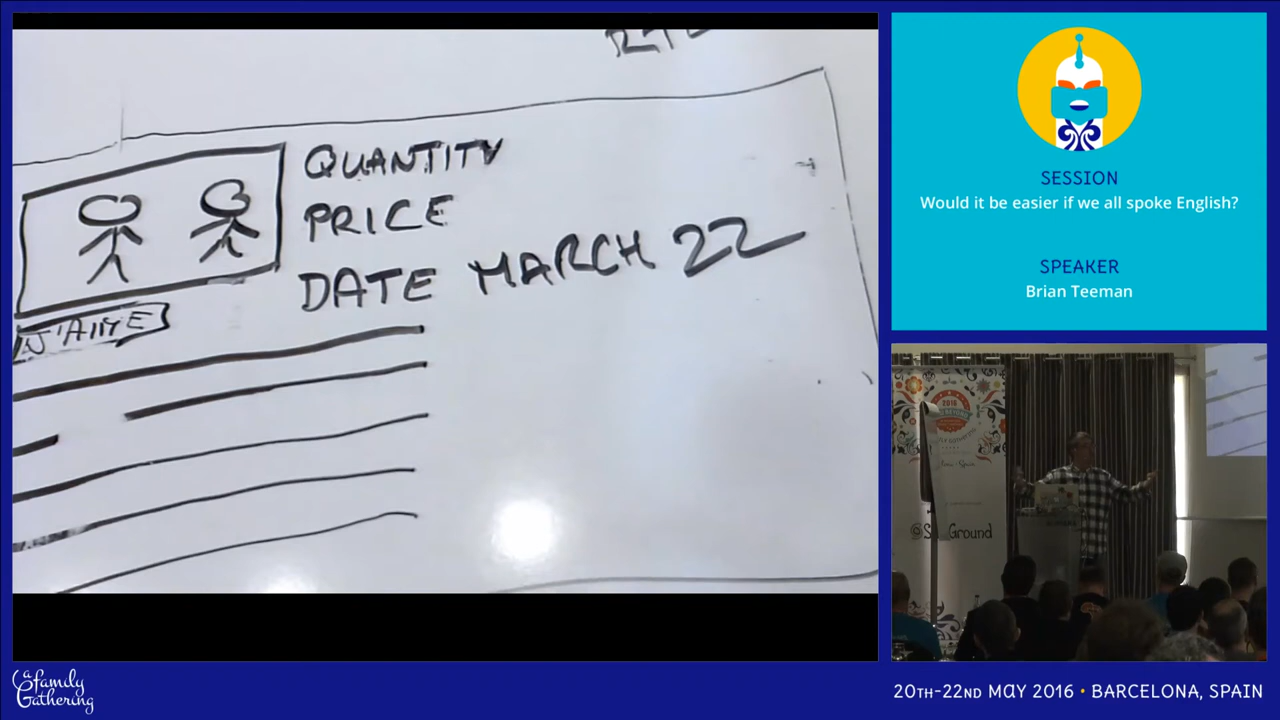 QUANTITY
PRICE
DATE MARCH 22
SESSION
Would it be easier if we all spoke English?
SPEAKER
Brian Teeman
2016
a family Gathering
20TH-22ND MAY 2016 • BARCELONA, SPAIN